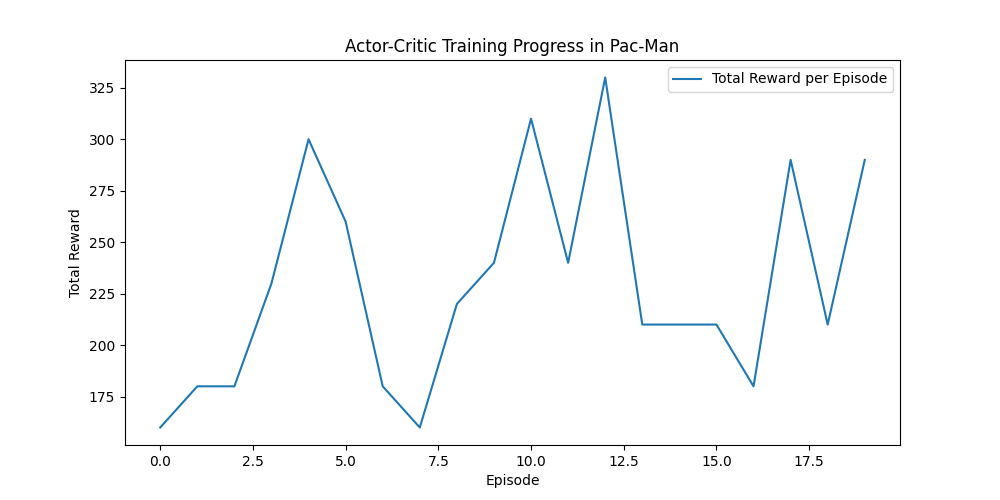 Actor-Critic Training Progress in Pac-Man
Total Reward per Episode
Total Reward
325
300
275
250
225
200
175
0.0 2.5 5.0 7.5 10.0 12.5 15.0 17.5
Episode